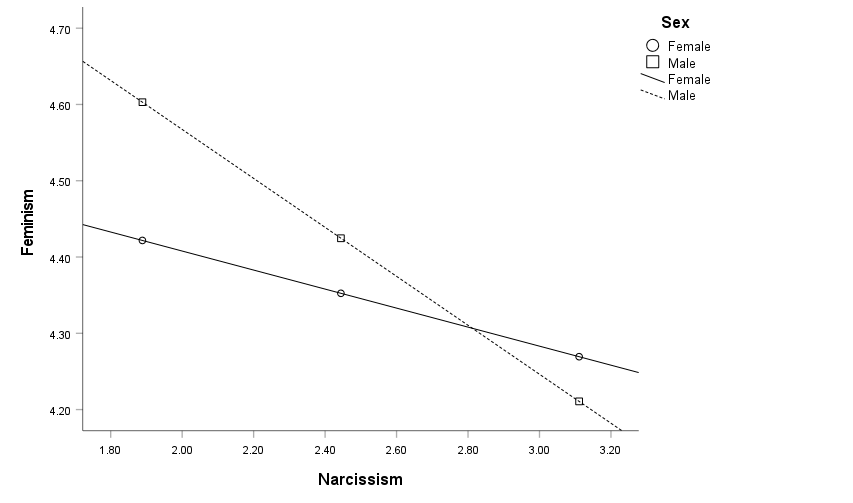 Sex
Female
Male
Female
Male
4.70
4.60
4.50
4.40
4.30
4.20
Feminism
1.80 2.00 2.20 2.40 2.60 2.80 3.00 3.20
Narcissism